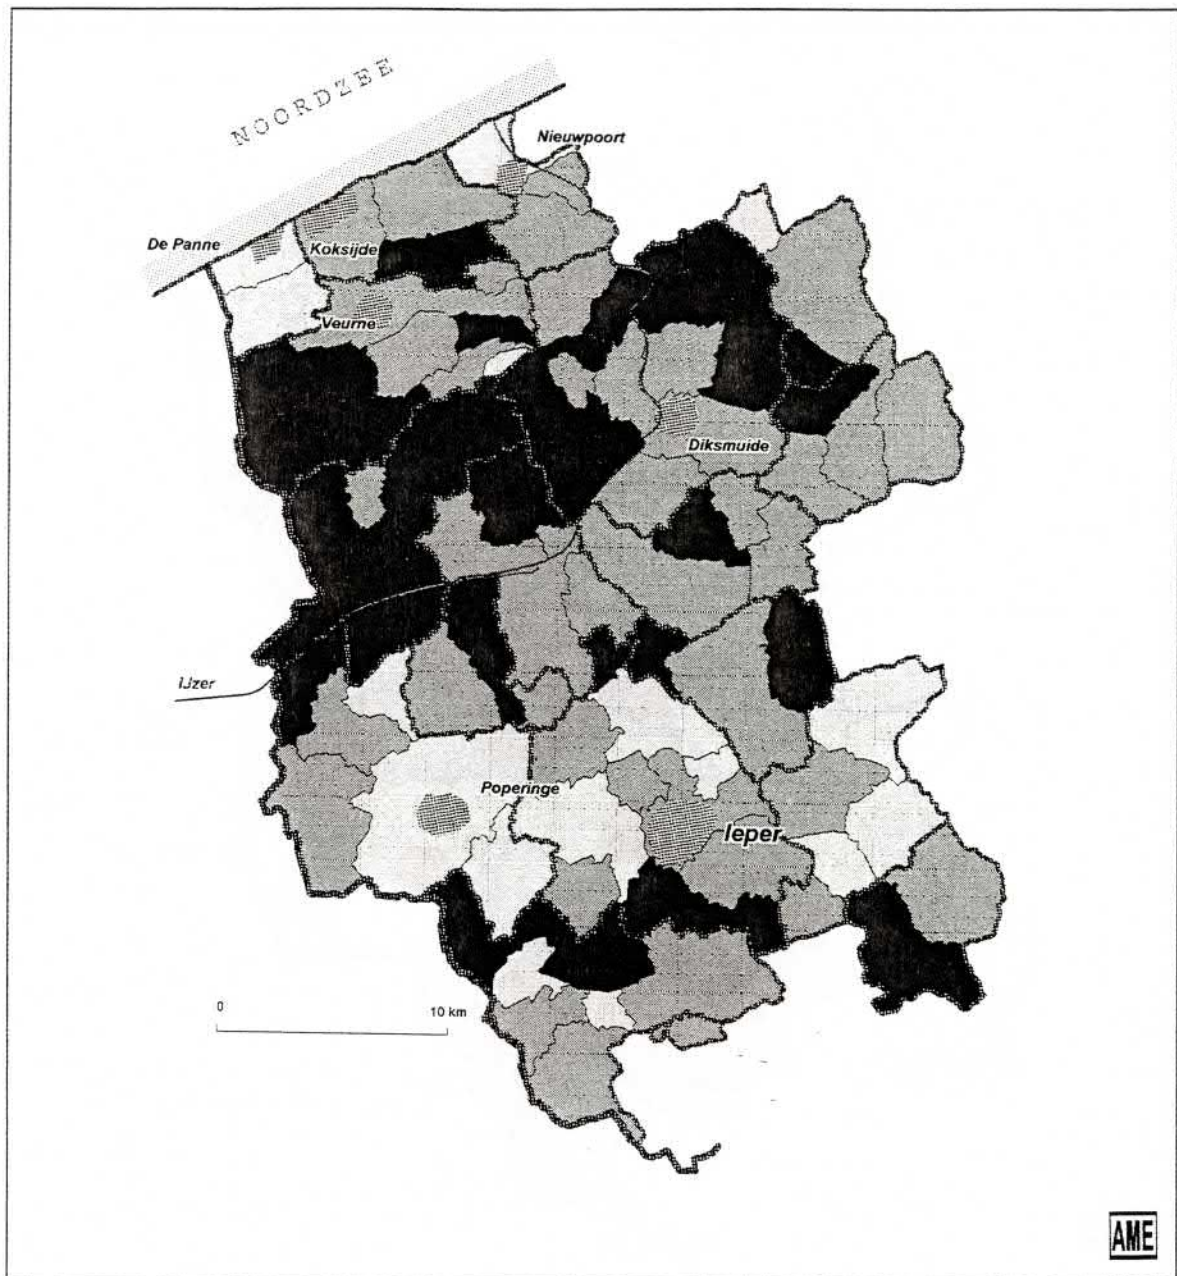 NOORDZEE
Nieuwpoort
De Panne
Koksijde
Veurne
Diksmuide
IJzer
Poperinge
Ieper
0
10 km
AME